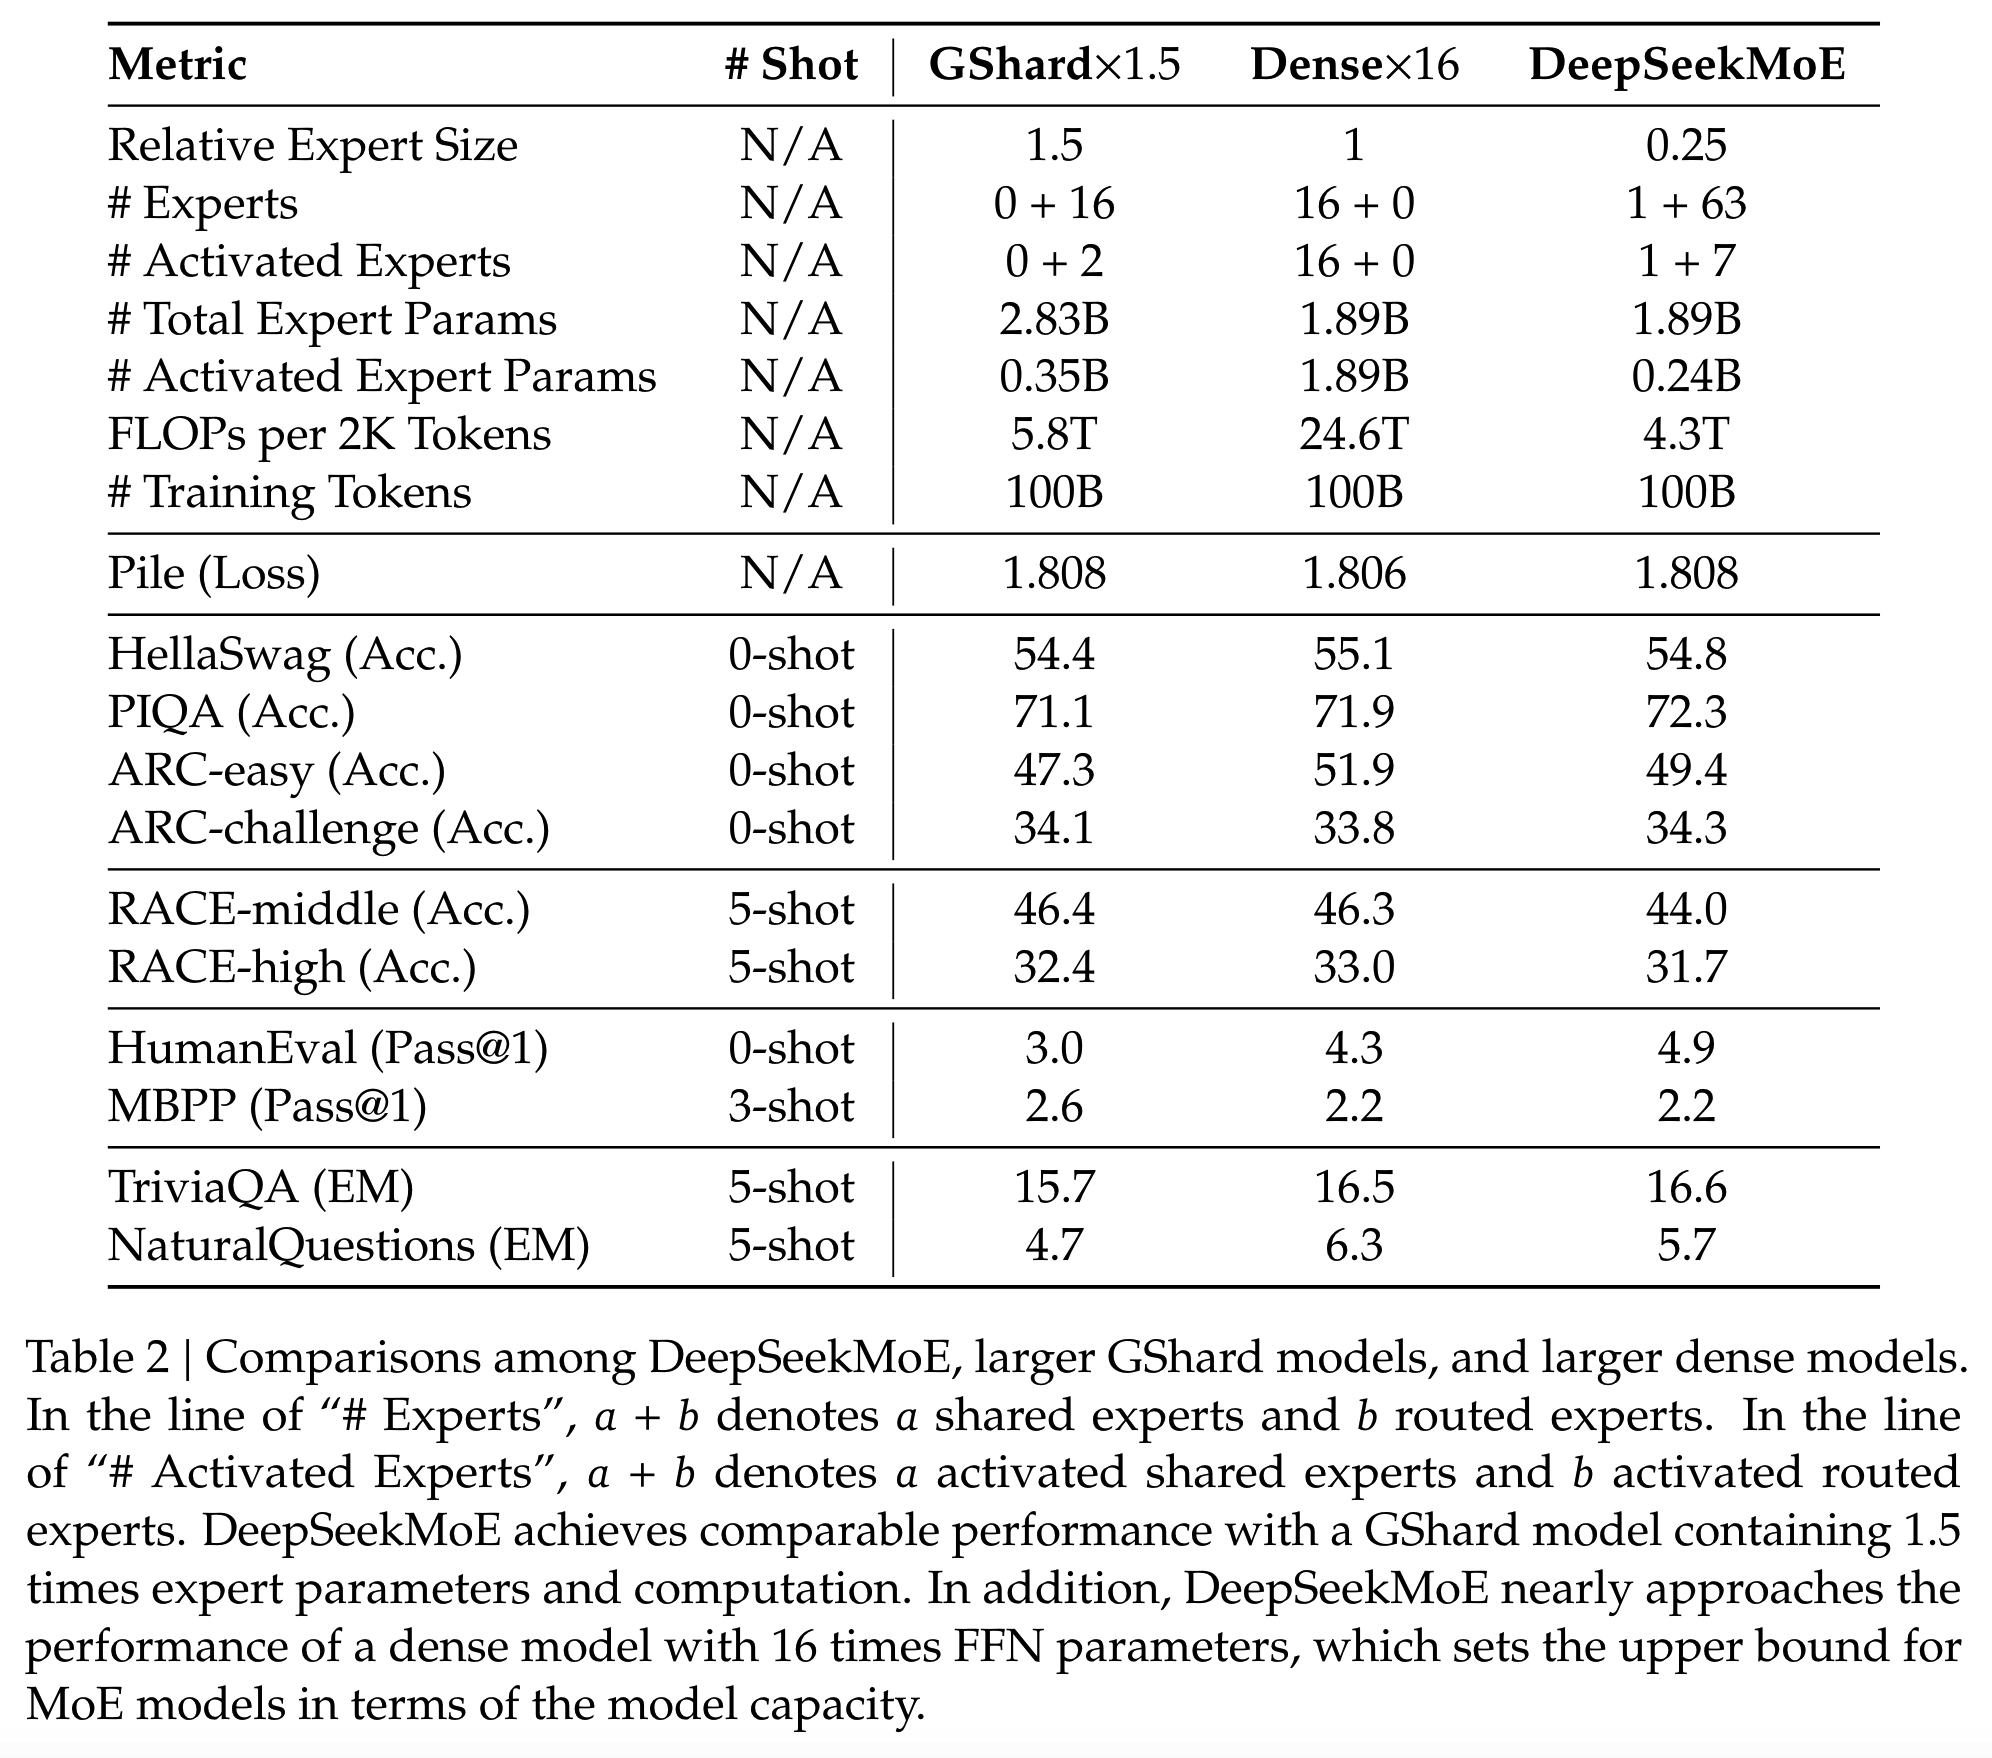 Metric # Shot GShard×1.5 Dense×16 DeepSeekMoE
Relative Expert Size N/A 1.5 1 0.25
# Experts N/A 0 + 16 16 + 0 1 + 63
# Activated Experts N/A 0 + 2 16 + 0 1 + 7
# Total Expert Params N/A 2.83B 1.89B 1.89B
# Activated Expert Params N/A 0.35B 1.89B 0.24B
FLOPs per 2K Tokens N/A 5.8T 24.6T 4.3T
# Training Tokens N/A 100B 100B 100B
Pile (Loss) N/A 1.808 1.806 1.808
HellaSwag (Acc.) 0-shot 54.4 55.1 54.8
PIQA (Acc.) 0-shot 71.1 71.9 72.3
ARC-easy (Acc.) 0-shot 47.3 51.9 49.4
ARC-challenge (Acc.) 0-shot 34.1 33.8 34.3
RACE-middle (Acc.) 5-shot 46.4 46.3 44.0
RACE-high (Acc.) 5-shot 32.4 33.0 31.7
HumanEval (Pass@1) 0-shot 3.0 4.3 4.9
MBPP (Pass@1) 3-shot 2.6 2.2 2.2
TriviaQA (EM) 5-shot 15.7 16.5 16.6
NaturalQuestions (EM) 5-shot 4.7 6.3 5.7
Table 2 | Comparisons among DeepSeekMoE, larger GShard models, and larger dense models.
In the line of “# Experts”, a + b denotes a shared experts and b routed experts. In the line
of “# Activated Experts”, a + b denotes a activated shared experts and b activated routed
experts. DeepSeekMoE achieves comparable performance with a GShard model containing 1.5
times expert parameters and computation. In addition, DeepSeekMoE nearly approaches the
performance of a dense model with 16 times FFN parameters, which sets the upper bound for
MoE models in terms of the model capacity.